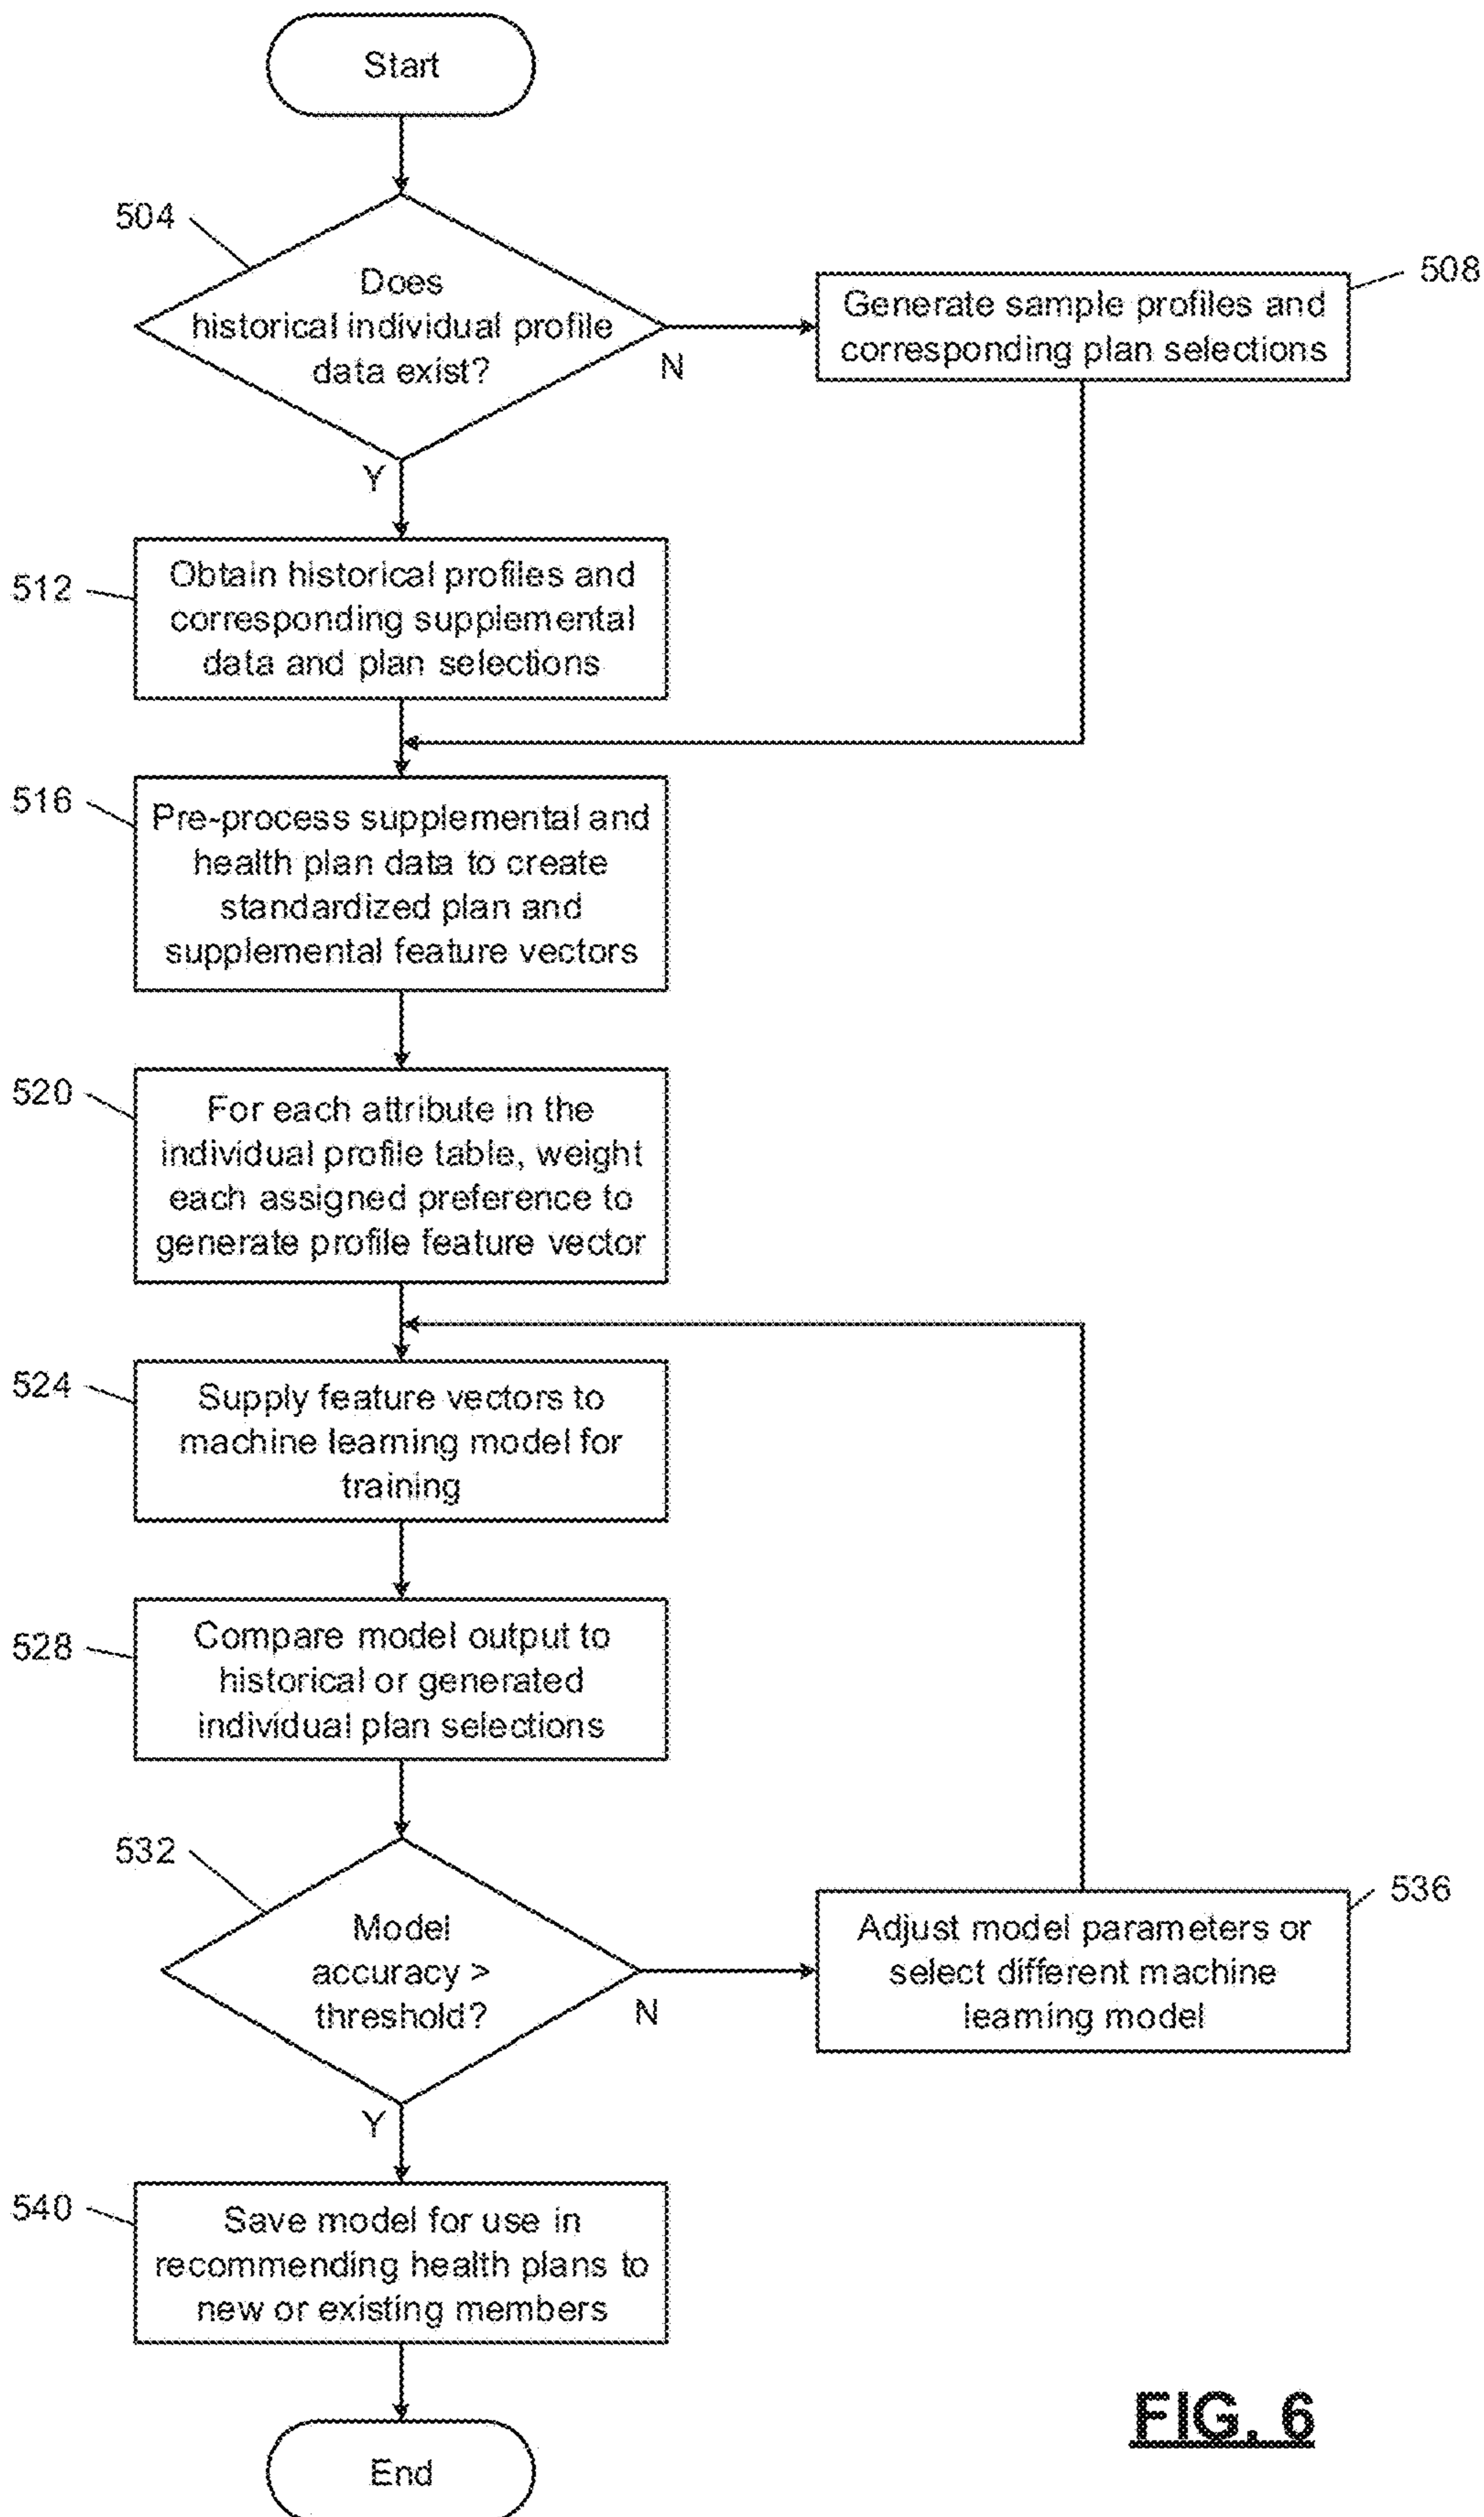 Start
504
Does
historical individual profile
data exist?
N
508
Generate sample profiles and
corresponding plan selections
Y
512
Obtain historical profiles and
corresponding supplemental
data and plan selections
516
Pre-process supplemental and
health plan data to create
standardized plan and
supplemental feature vectors
520
For each attribute in the
individual profile table, weight
each assigned preference to
generate profile feature vector
524
Supply feature vectors to
machine learning model for
training
528
Compare model output to
historical or generated
individual plan selections
532
Model
accuracy >
threshold?
N
536
Adjust model parameters or
select different machine
learning model
Y
540
Save model for use in
recommending health plans to
new or existing members
End
FIG. 6